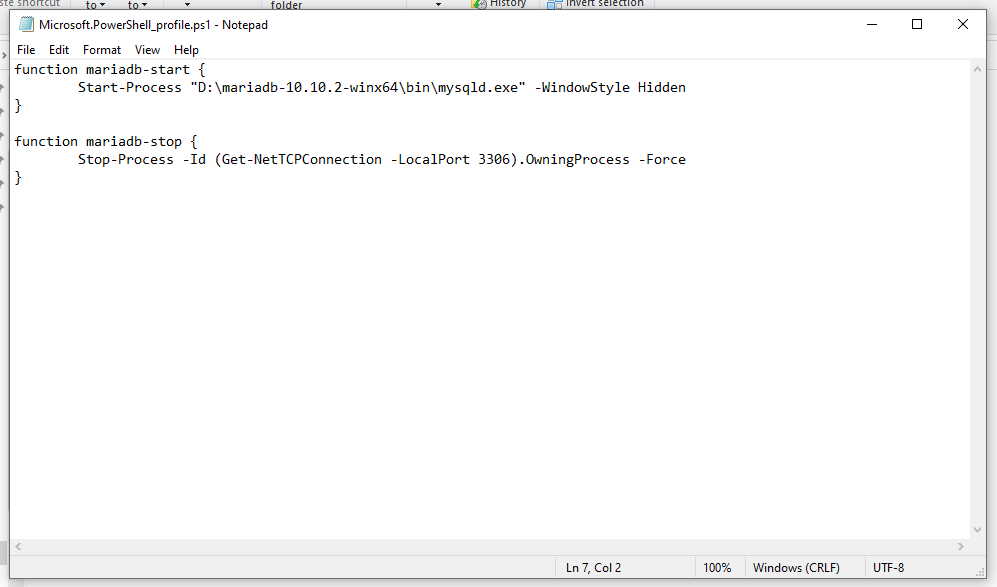 to to folder History Invert selection
Microsoft.PowerShell_profile.ps1 - Notepad
File Edit Format View Help
function mariadb-start {
        Start-Process "D:\mariadb-10.10.2-winx64\bin\mysqld.exe" -WindowStyle Hidden
}

function mariadb-stop {
        Stop-Process -Id (Get-NetTCPConnection -LocalPort 3306).OwningProcess -Force
}
Ln 7, Col 2 100% Windows (CRLF) UTF-8